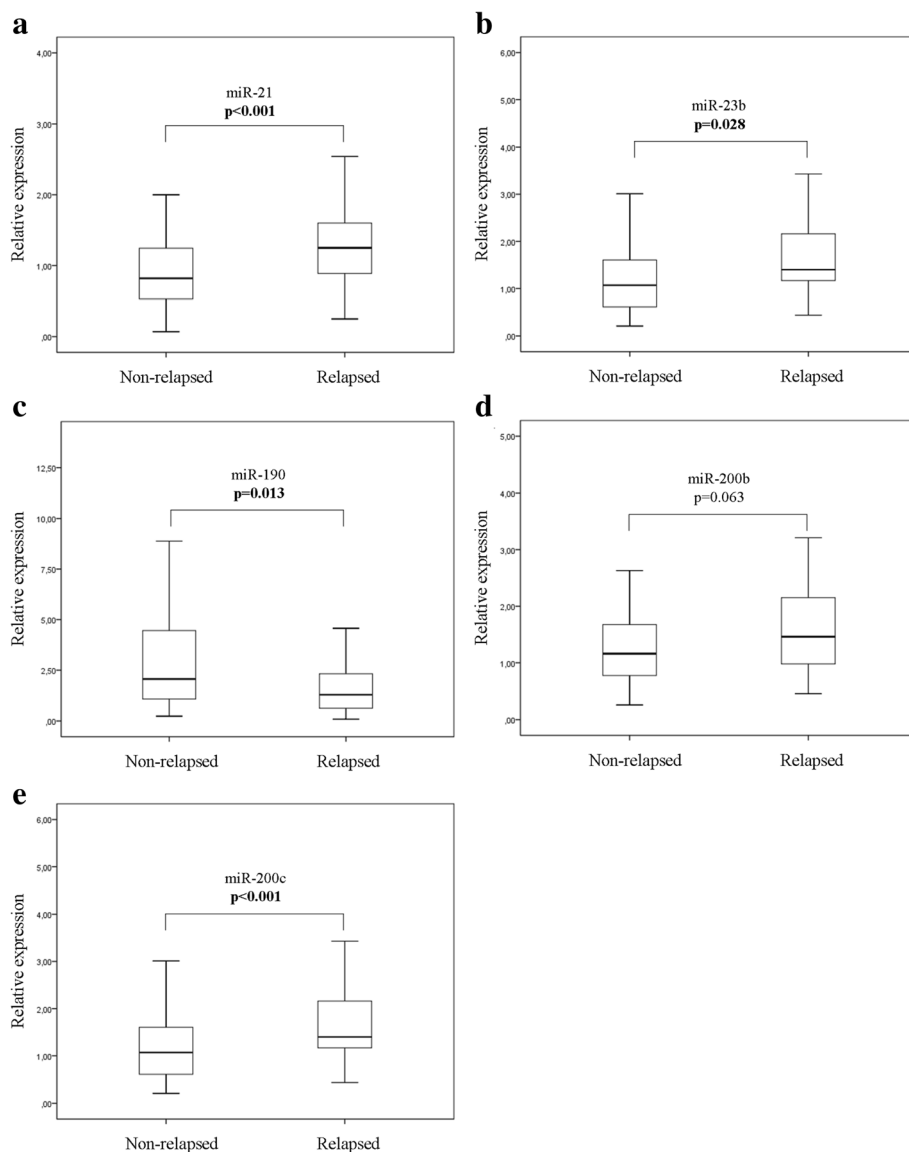 a
4,00
3,00
2,00
1,00
,00
Relative expression
miR-21
p<0.001
Non-relapsed
Relapsed
b
6,00
5,00
4,00
3,00
2,00
1,00
,00
Relative expression
miR-23b
p=0.028
Non-relapsed
Relapsed
c
12,50
10,00
7,50
5,00
2,50
,00
Relative expression
miR-190
p=0.013
Non-relapsed
Relapsed
d
5,00
4,00
3,00
2,00
1,00
,00
Relative expression
miR-200b
p=0.063
Non-relapsed
Relapsed
e
6,00
5,00
4,00
3,00
2,00
1,00
,00
Relative expression
miR-200c
p<0.001
Non-relapsed
Relapsed